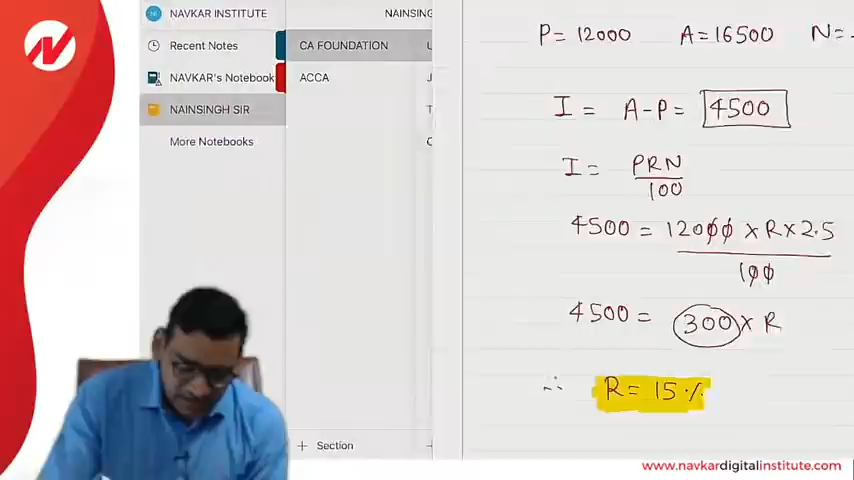 NAVKAR INSTITUTE
Recent Notes
NAVKAR's Notebook
NAINSINGH SIR
More Notebooks
NAINSING
CA FOUNDATION
ACCA
+ Section
P= 12000 A=16500 N=
I = A-P= 4500
I = PRN
100
4500 = 12000 x R x 2.5
100
4500 = 300 x R
∴ R = 15%
www.navkardigitalinstitute.com